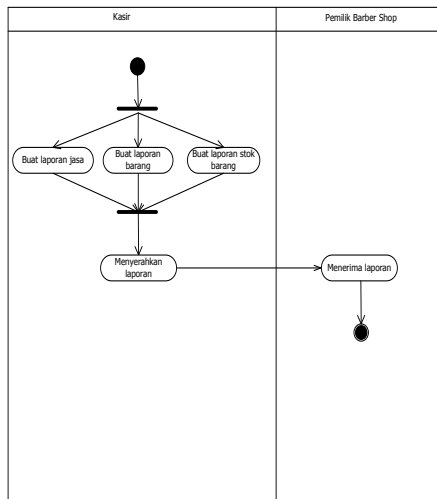 Kasir
Pemilik Barber Shop
Buat laporan jasa
Buat laporan
barang
Buat laporan stok
barang
Menyerahkan
laporan
Menerima laporan